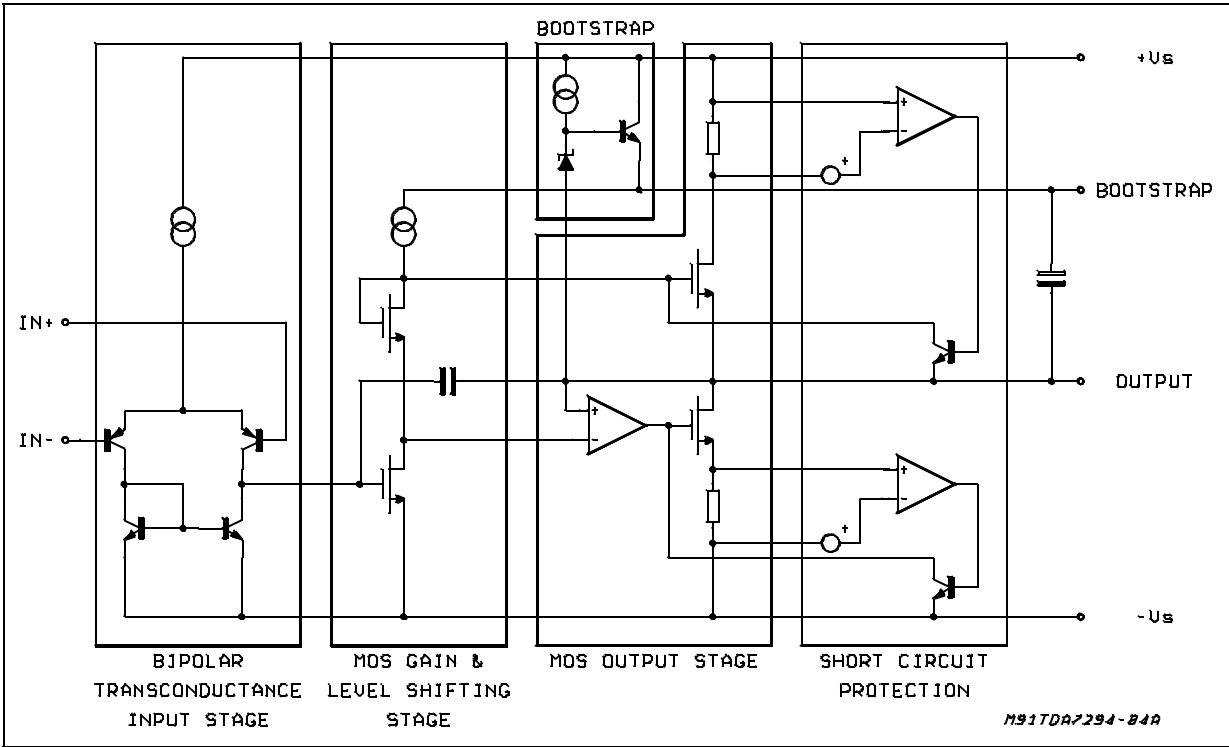 BOOTSTRAP
+Vs
+
-
+
BOOTSTRAP
IN+
OUTPUT
IN-
+
-
+
-
+
-Vs
BIPOLAR
TRANSCONDUCTANCE
INPUT STAGE
MOS GAIN &
LEVEL SHIFTING
STAGE
MOS OUTPUT STAGE
SHORT CIRCUIT
PROTECTION
M91TDA7294-04A